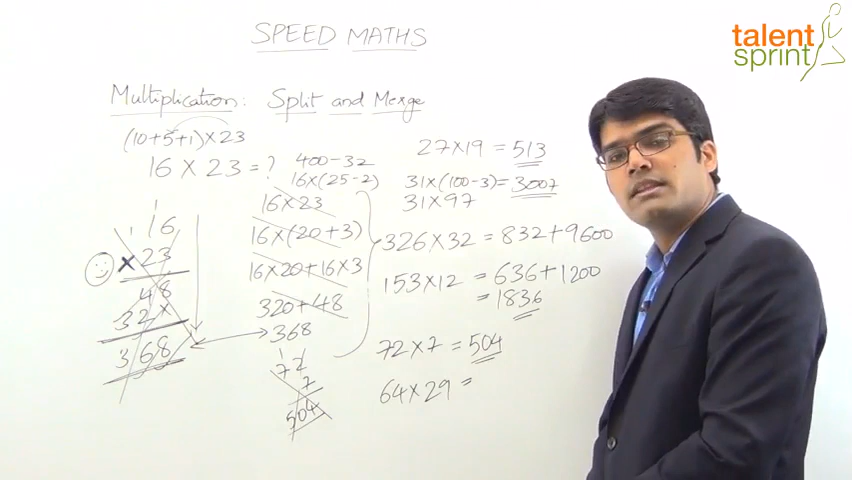 SPEED MATHS
talent
sprint
Multiplication: Split and Merge
(10+5+1)×23
16 × 23 = ?
400-32
16×(25-2)
16×23
16×(20+3)
16×20+16×3
320+48
368
1
1 16
× 23
48
32×
368
1
72
7
504
27×19 = 513
31×(100-3)= 3007
31×97
326×32 = 832+9600
153×12 = 636+1200
= 1836
72×7 = 504
64×29 =